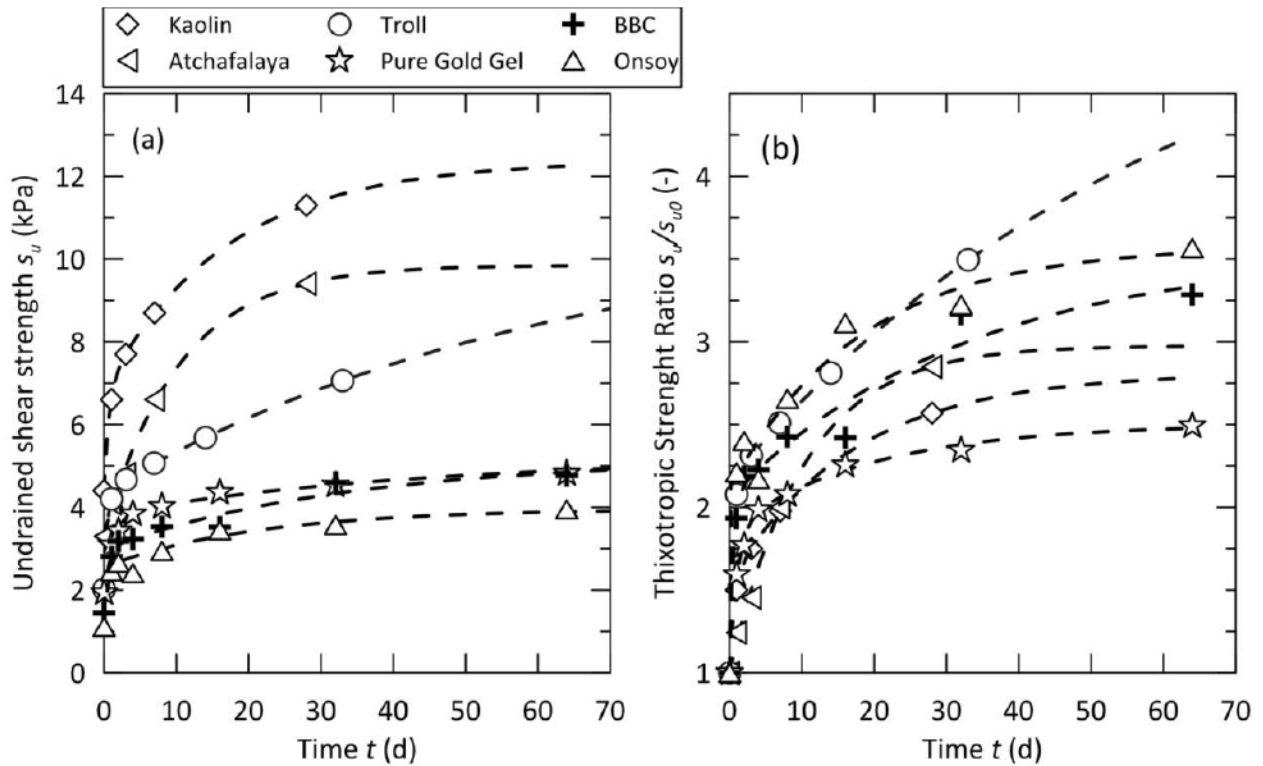 Kaolin Troll BBC
Atchafalaya Pure Gold Gel Onsoy
(a)
14
12
10
8
6
4
2
0
Undrained shear strength s_u (kPa)
0 10 20 30 40 50 60 70
Time t (d)
(b)
4
3
2
1
Thixotropic Strenght Ratio s_u/s_u0 (-)
0 10 20 30 40 50 60 70
Time t (d)